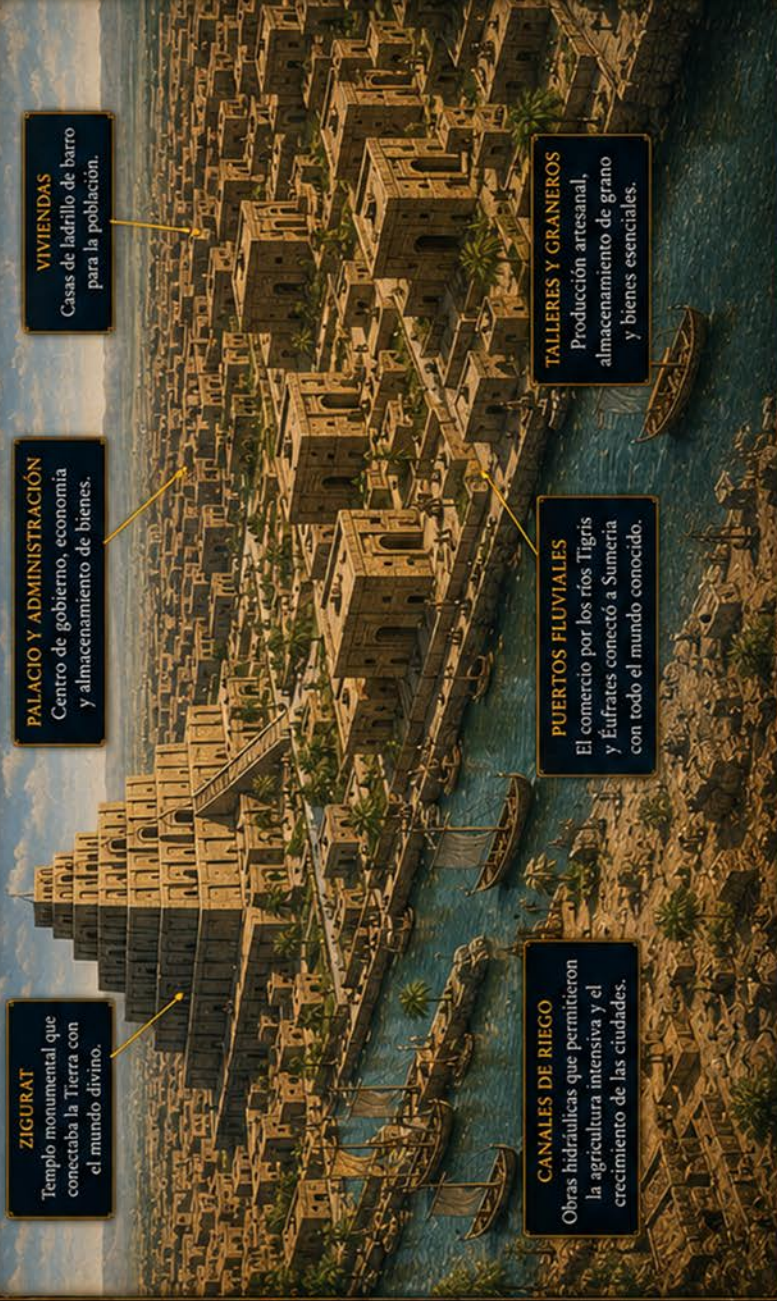 ZIGURAT
Templo monumental que
conectaba la Tierra con
el mundo divino.
PALACIO Y ADMINISTRACIÓN
Centro de gobierno, economía
y almacenamiento de bienes.
VIVIENDAS
Casas de ladrillo de barro
para la población.
CANALES DE RIEGO
Obras hidráulicas que permitieron
la agricultura intensiva y el
crecimiento de las ciudades.
PUERTOS FLUVIALES
El comercio por los ríos Tigris
y Éufrates conectó a Sumeria
con todo el mundo conocido.
TALLERES Y GRANEROS
Producción artesanal,
almacenamiento de grano
y bienes esenciales.